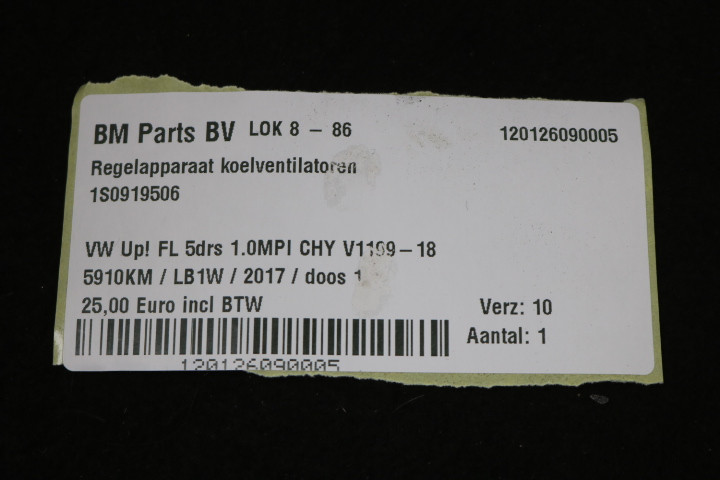 BM Parts BV LOK 8 - 86 120126090005
Regelapparaat koelventilatoren
1S0919506
VW Up! FL 5drs 1.0MPI CHY V1199-18
5910KM / LB1W / 2017 / doos 1
25,00 Euro incl BTW Verz: 10
Aantal: 1
120126090005